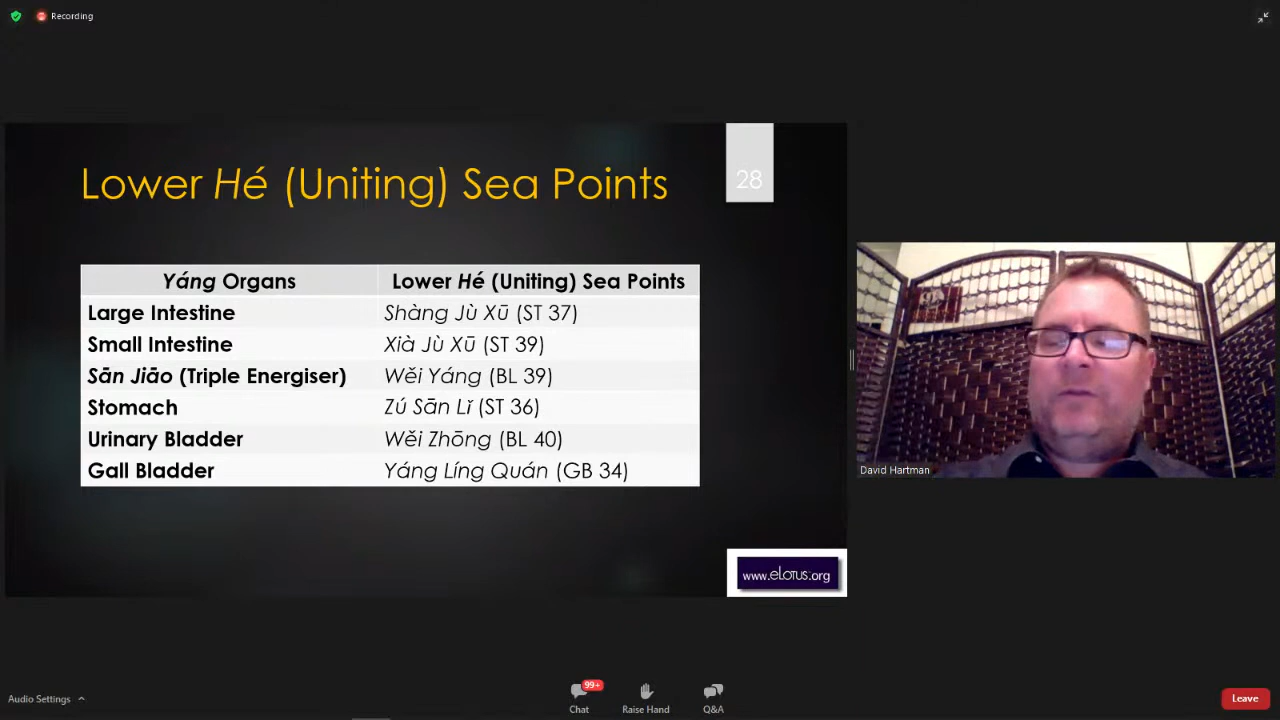 Recording
Lower Hé (Uniting) Sea Points
28
Yáng Organs Lower Hé (Uniting) Sea Points
Large Intestine Shàng Jù Xū (ST 37)
Small Intestine Xià Jù Xū (ST 39)
Sān Jiāo (Triple Energiser) Wěi Yáng (BL 39)
Stomach Zú Sān Lǐ (ST 36)
Urinary Bladder Wěi Zhōng (BL 40)
Gall Bladder Yáng Líng Quán (GB 34)
David Hartman
www.eLotus.org
Audio Settings
99+
Chat Raise Hand Q&A
Leave